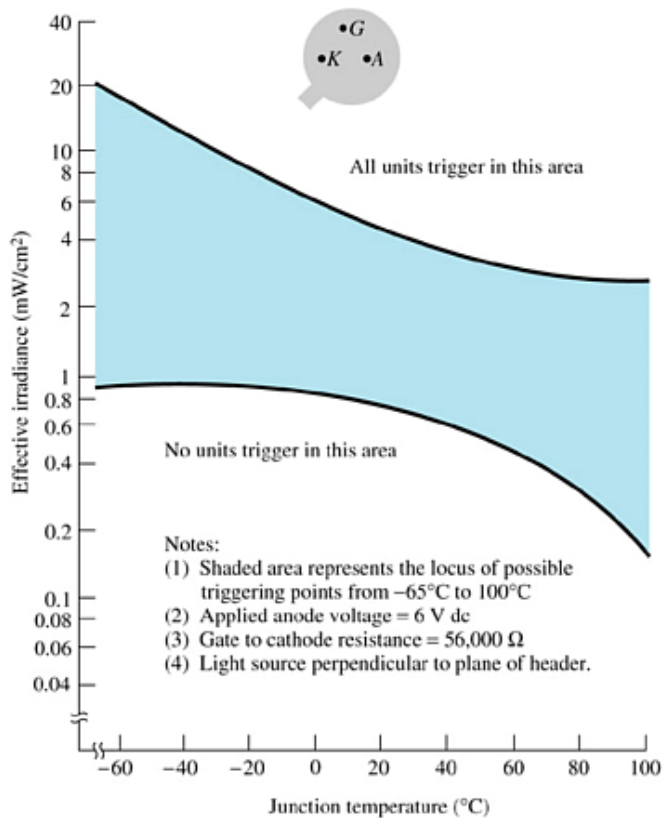 40
20
10
8
6
4
2
1
0.8
0.6
0.4
0.2
0.1
0.08
0.06
0.04
Effective irradiance (mW/cm²)
G
K A
All units trigger in this area
No units trigger in this area
Notes:
(1) Shaded area represents the locus of possible
triggering points from –65°C to 100°C
(2) Applied anode voltage = 6 V dc
(3) Gate to cathode resistance = 56,000 Ω
(4) Light source perpendicular to plane of header.
–60 –40 –20 0 20 40 60 80 100
Junction temperature (°C)